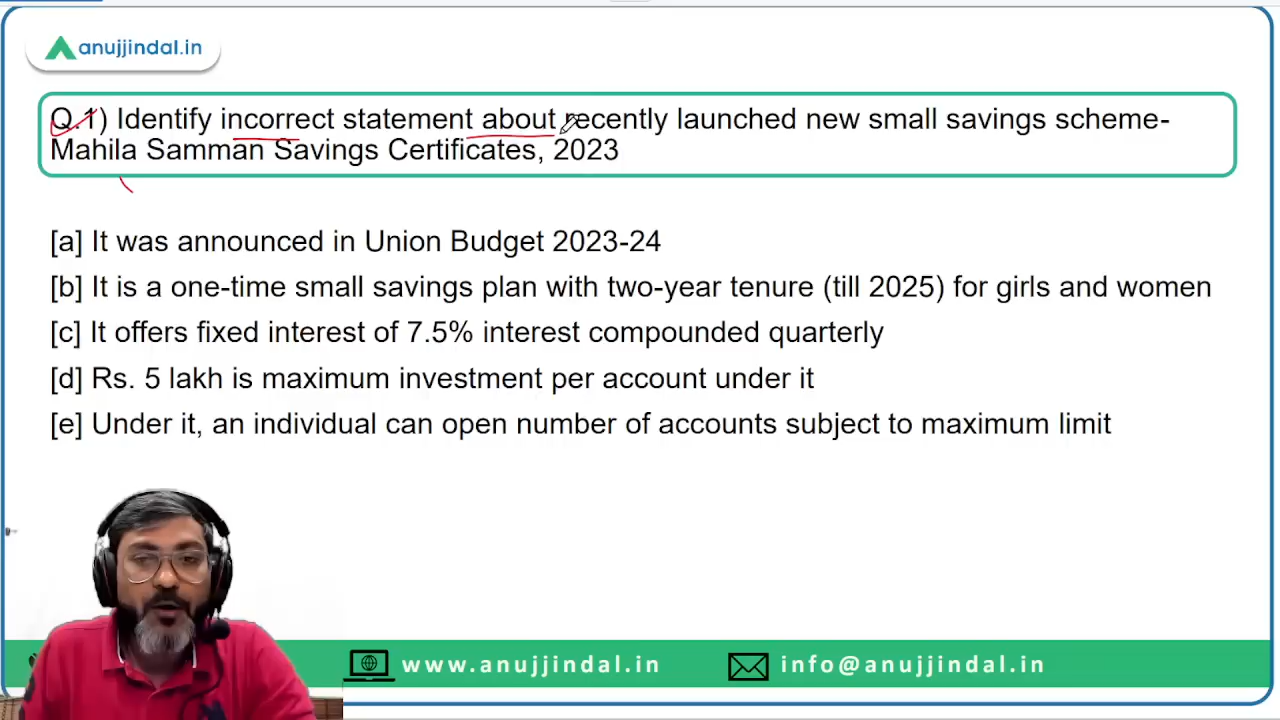 anujjindal.in
Q.1) Identify incorrect statement about recently launched new small savings scheme-
Mahila Samman Savings Certificates, 2023
[a] It was announced in Union Budget 2023-24
[b] It is a one-time small savings plan with two-year tenure (till 2025) for girls and women
[c] It offers fixed interest of 7.5% interest compounded quarterly
[d] Rs. 5 lakh is maximum investment per account under it
[e] Under it, an individual can open number of accounts subject to maximum limit
www.anujjindal.in info@anujjindal.in